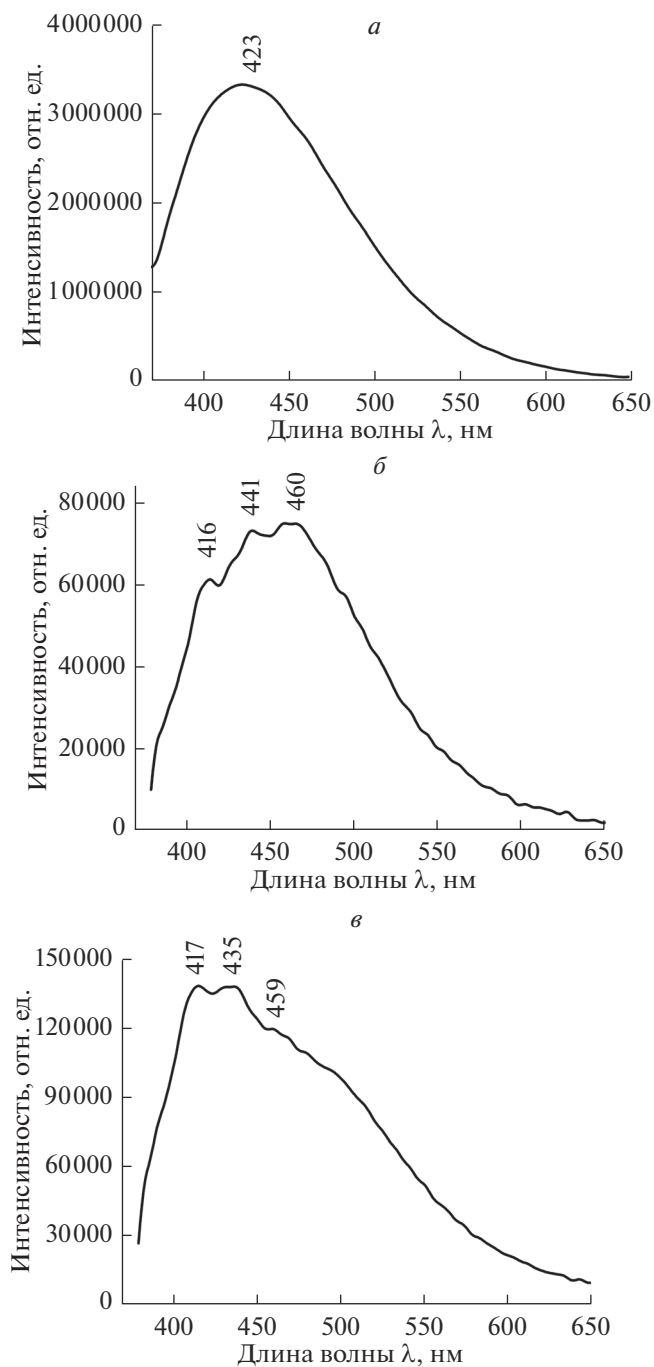 а
4000000
423
3000000
2000000
1000000
0
400 450 500 550 600 650
Интенсивность, отн. ед.
Длина волны λ, нм
б
80000
416 441 460
60000
40000
20000
0
400 450 500 550 600 650
Интенсивность, отн. ед.
Длина волны λ, нм
в
150000
417 435 459
120000
90000
60000
30000
0
400 450 500 550 600 650
Интенсивность, отн. ед.
Длина волны λ, нм